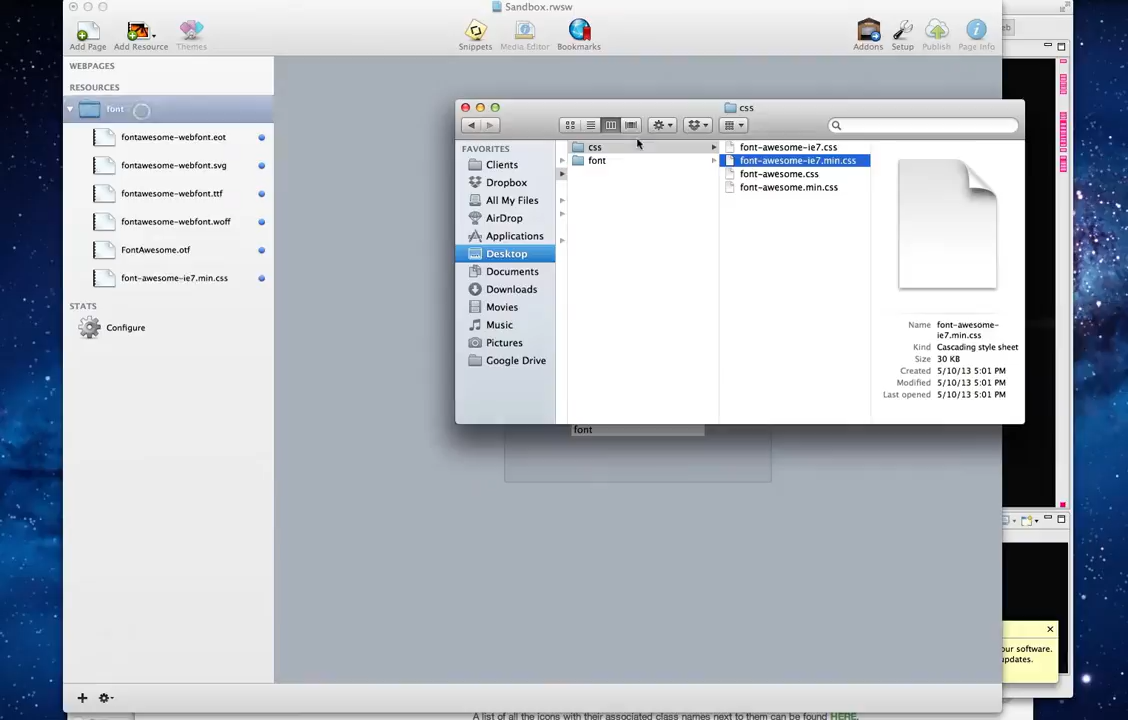 Sandbox.rwsw
Add Page
Add Resource
Themes
Snippets
Media Editor
Bookmarks
Addons
Setup
Publish
Page Info
WEBPAGES
RESOURCES
font
fontawesome-webfont.eot
fontawesome-webfont.svg
fontawesome-webfont.ttf
fontawesome-webfont.woff
FontAwesome.otf
font-awesome-ie7.min.css
STATS
Configure
css
FAVORITES
Clients
Dropbox
All My Files
AirDrop
Applications
Desktop
Documents
Downloads
Movies
Music
Pictures
Google Drive
css
font
font-awesome-ie7.css
font-awesome-ie7.min.css
font-awesome.css
font-awesome.min.css
Name font-awesome-
ie7.min.css
Kind Cascading style sheet
Size 30 KB
Created 5/10/13 5:01 PM
Modified 5/10/13 5:01 PM
Last opened 5/10/13 5:01 PM
font
our software.
updates.
A list of all the icons with their associated class names next to them can be found HERE.